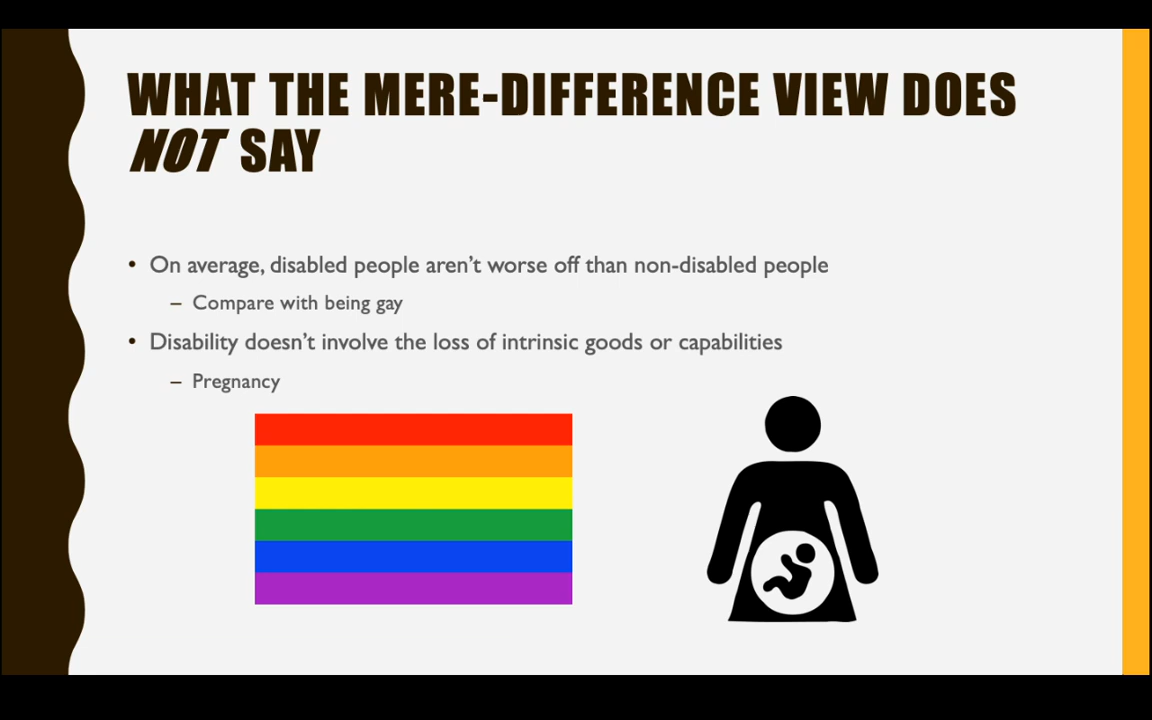 WHAT THE MERE-DIFFERENCE VIEW DOES
NOT SAY
• On average, disabled people aren't worse off than non-disabled people
– Compare with being gay
• Disability doesn't involve the loss of intrinsic goods or capabilities
– Pregnancy